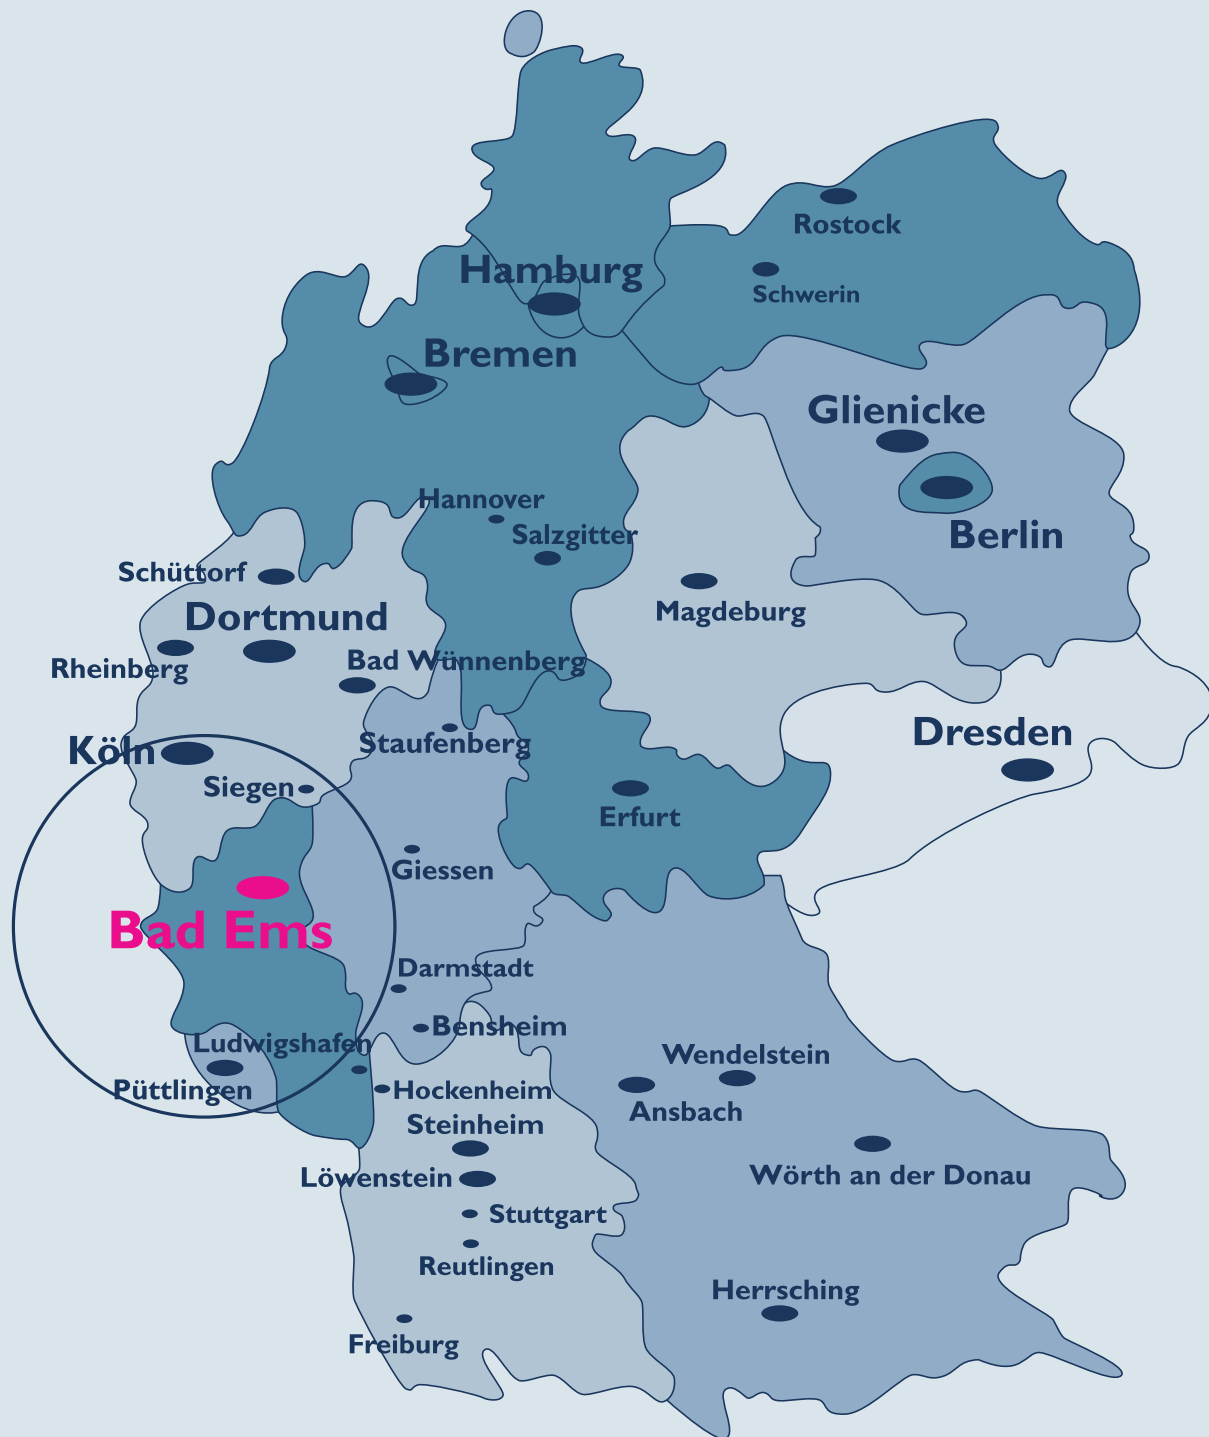 Rostock
Hamburg
Schwerin
Bremen
Glienicke
Hannover
Salzgitter
Berlin
Schüttorf
Magdeburg
Dortmund
Bad Wünnenberg
Rheinberg
Dresden
Staufenberg
Köln
Siegen
Erfurt
Giessen
Bad Ems
Darmstadt
Bensheim
Ludwigshafen
Wendelstein
Püttlingen
Hockenheim
Ansbach
Steinheim
Wörth an der Donau
Löwenstein
Stuttgart
Reutlingen
Herrsching
Freiburg